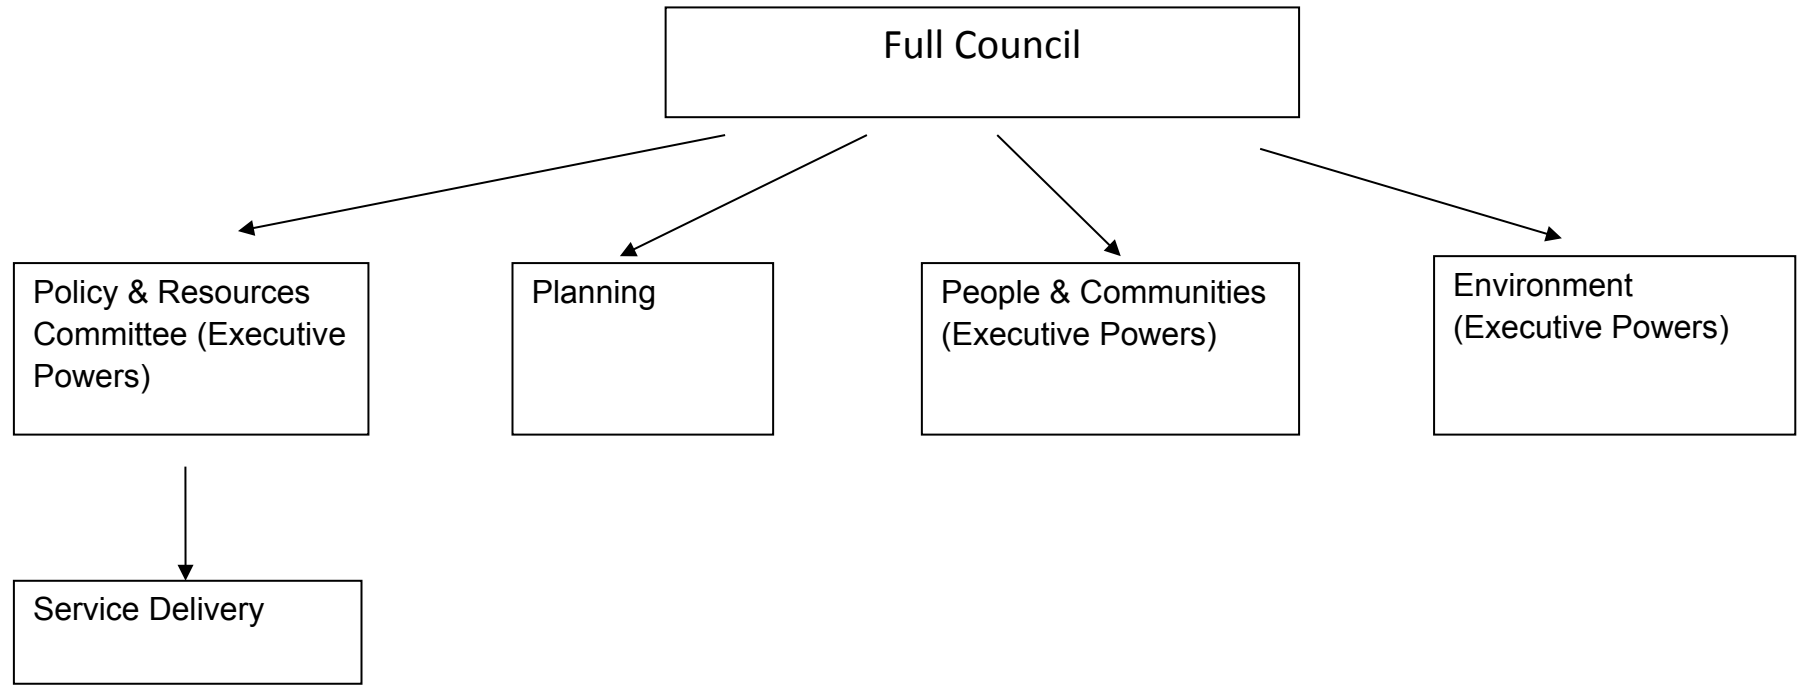 Full Council
Policy & Resources
Committee (Executive
Powers)
Planning
People & Communities
(Executive Powers)
Environment
(Executive Powers)
Service Delivery